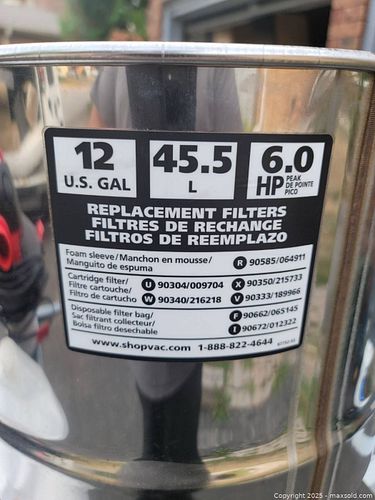 12
U.S. GAL
45.5
L
6.0
HP PEAK
DE POINTE
PICO
REPLACEMENT FILTERS
FILTRES DE RECHANGE
FILTROS DE REEMPLAZO
Foam sleeve/Manchon en mousse/
Manguito de espuma
R 90585/064911
Cartridge filter/
Filtre cartouche/
Filtro de cartucho
U 90304/009704
W 90340/216218
X 90350/215733
V 90333/189966
Disposable filter bag/
Sac filtrant collecteur/
Bolsa filtro desechable
F 90662/065145
I 90672/012322
www.shopvac.com 1-888-822-4644
Copyright 2025 - maxsold.com